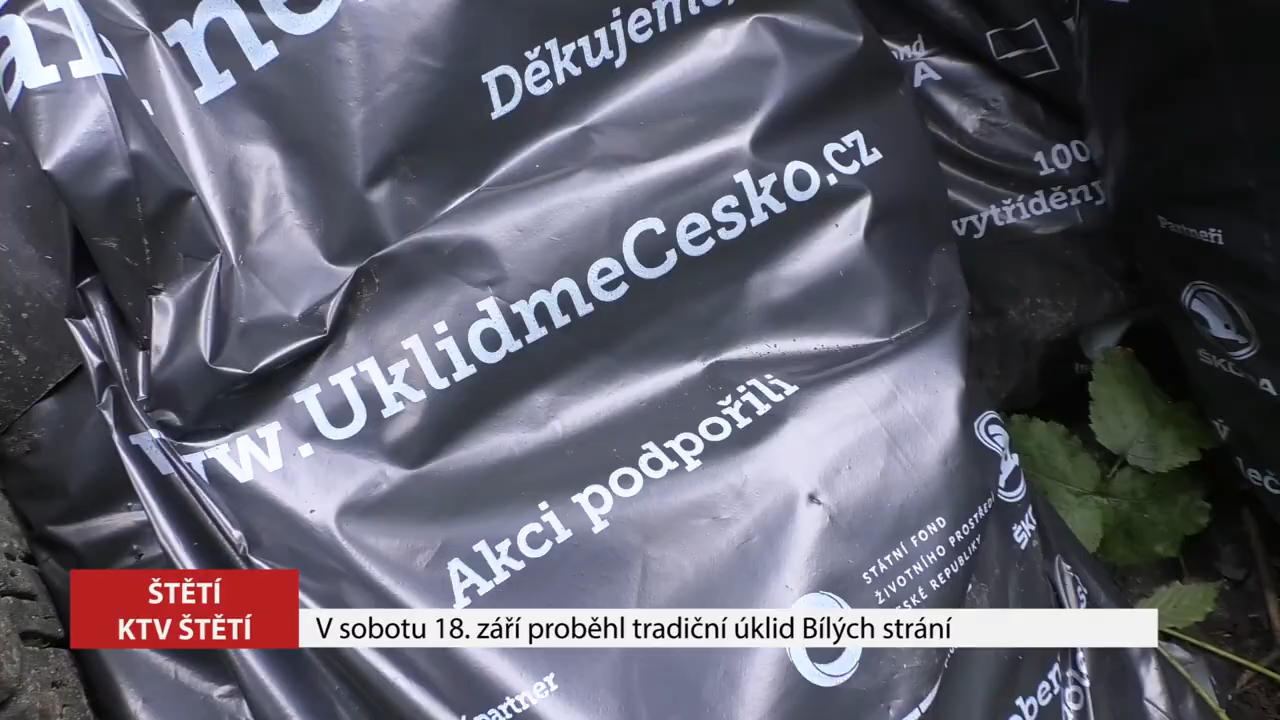 Děkujeme,
www.UklidmeCesko.cz
Akci podpořili
STÁTNÍ FOND
ŽIVOTNÍHO PROSTŘEDÍ
ČESKÉ REPUBLIKY
100
vytříděny
Partneři
ŠKODA
partner
ŠTĚTÍ
KTV ŠTĚTÍ
V sobotu 18. září proběhl tradiční úklid Bílých strání